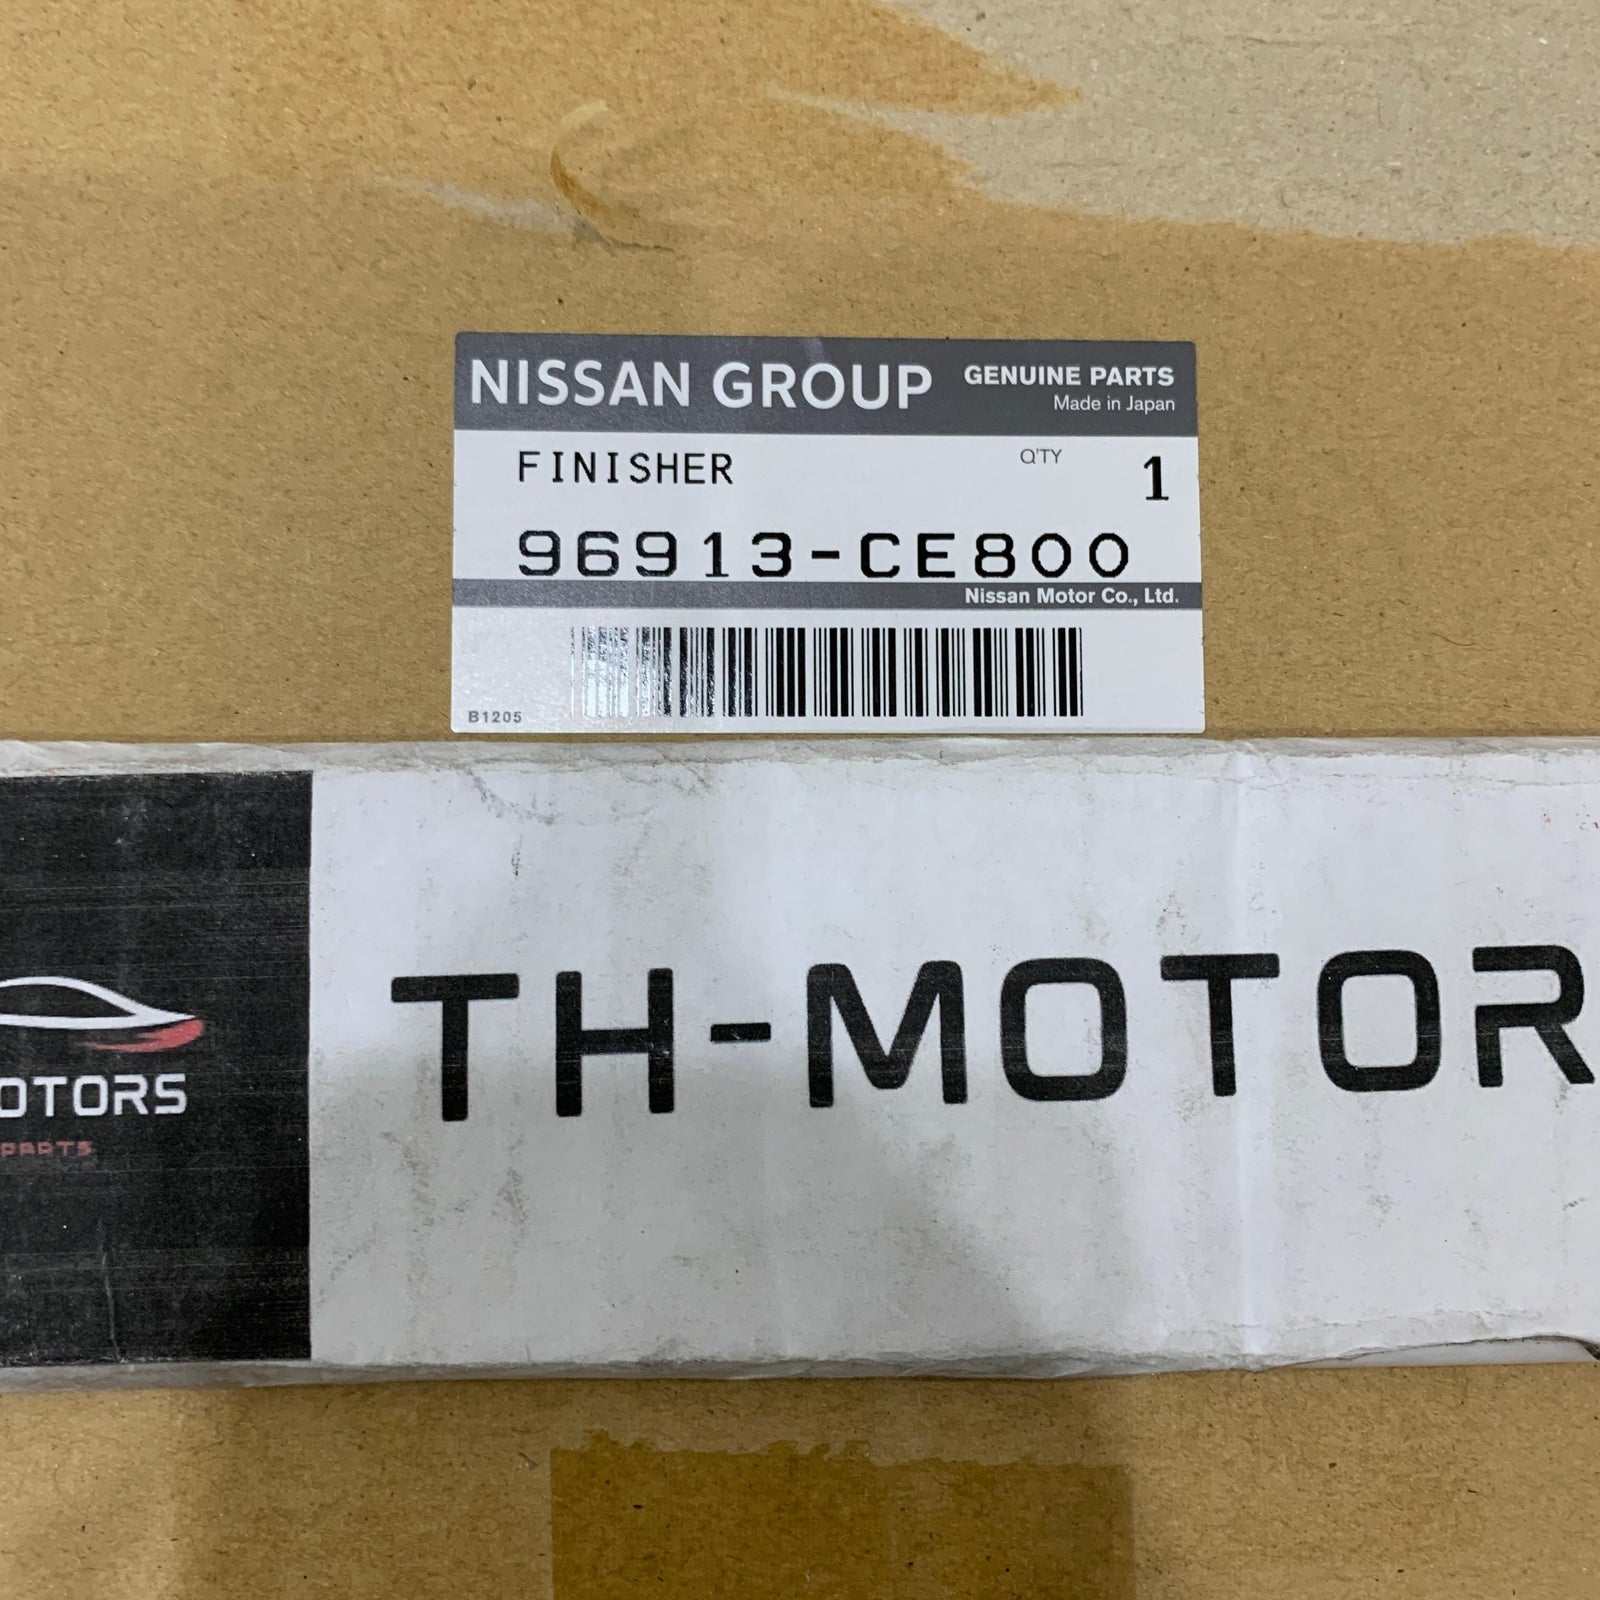 NISSAN GROUP GENUINE PARTS
Made in Japan
FINISHER Q'TY 1
96913-CE800
Nissan Motor Co., Ltd.
B1205
TH-MOTOR
OTORS
PARTS